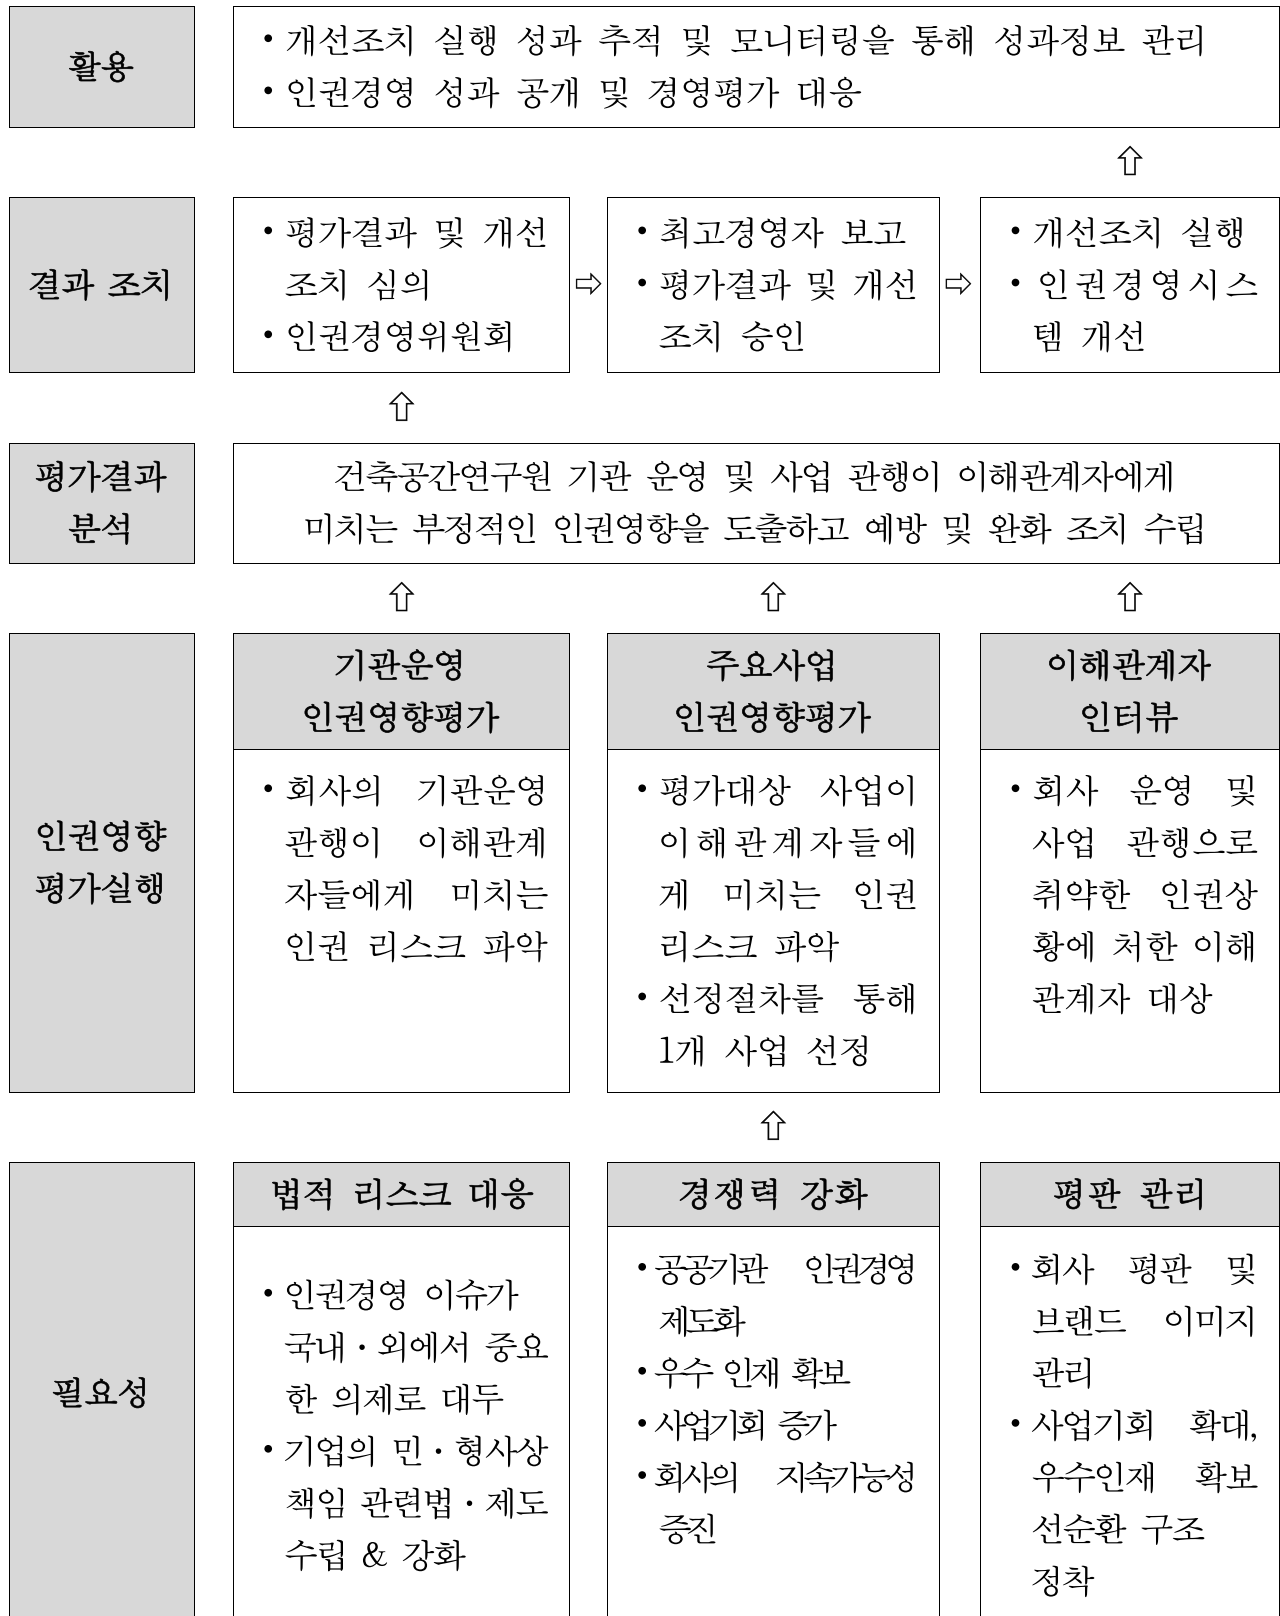 활용
• 개선조치 실행 성과 추적 및 모니터링을 통해 성과정보 관리
• 인권경영 성과 공개 및 경영평가 대응
⇧
결과 조치
• 평가결과 및 개선
조치 심의
• 인권경영위원회
⇨
• 최고경영자 보고
• 평가결과 및 개선
조치 승인
⇨
• 개선조치 실행
• 인권경영시스
템 개선
⇧
평가결과
분석
건축공간연구원 기관 운영 및 사업 관행이 이해관계자에게
미치는 부정적인 인권영향을 도출하고 예방 및 완화 조치 수립
⇧ ⇧ ⇧
인권영향
평가실행
기관운영
인권영향평가
• 회사의 기관운영
관행이 이해관계
자들에게 미치는
인권 리스크 파악
주요사업
인권영향평가
• 평가대상 사업이
이해관계자들에
게 미치는 인권
리스크 파악
• 선정절차를 통해
1개 사업 선정
이해관계자
인터뷰
• 회사 운영 및
사업 관행으로
취약한 인권상
황에 처한 이해
관계자 대상
⇧
필요성
법적 리스크 대응
• 인권경영 이슈가
국내·외에서 중요
한 의제로 대두
• 기업의 민·형사상
책임 관련법·제도
수립 & 강화
경쟁력 강화
• 공공기관 인권경영
제도화
• 우수 인재 확보
• 사업기회 증가
• 회사의 지속가능성
증진
평판 관리
• 회사 평판 및
브랜드 이미지
관리
• 사업기회 확대,
우수인재 확보
선순환 구조
정착